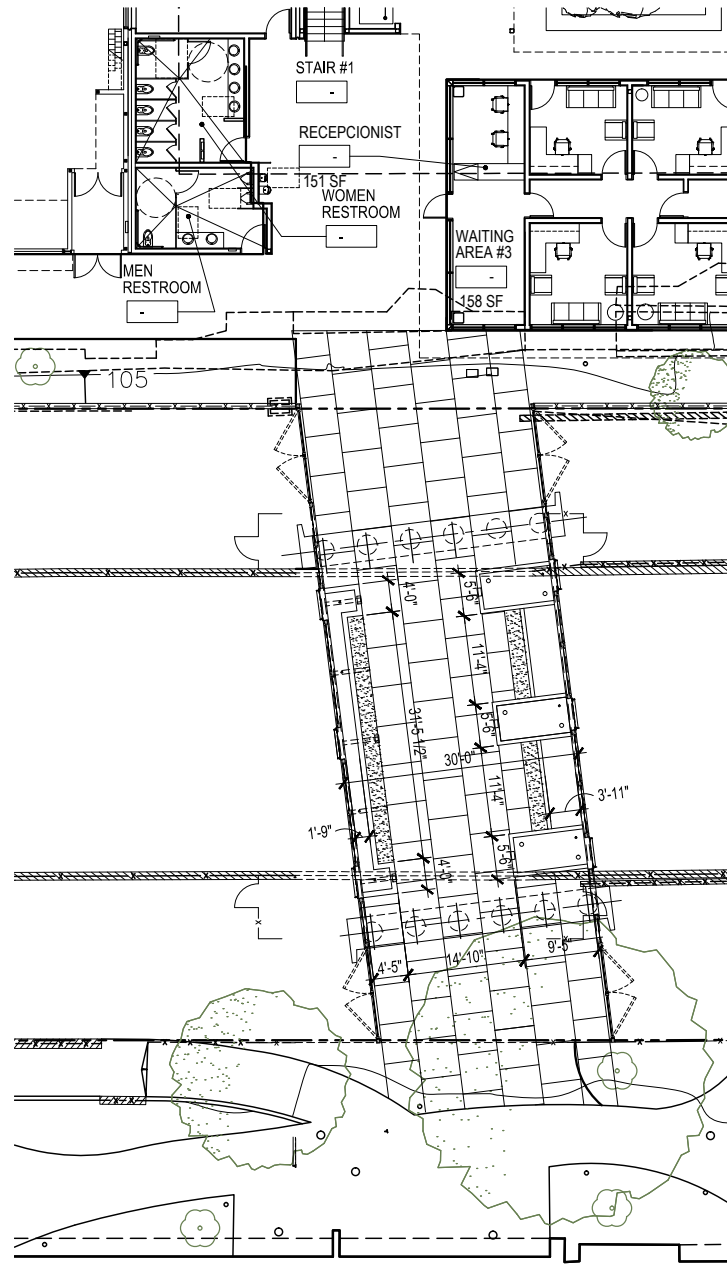 STAIR #1
-
RECEPCIONIST
-
151 SF
WOMEN
RESTROOM
-
WAITING
AREA #3
-
158 SF
MEN
RESTROOM
-
105
4'-0"
5'-6"
11'-4"
31'-5 1/2"
5'-6"
30'-0"
11'-4"
3'-11"
1'-9"
5'-6"
4'-0"
4'-5"
14'-10"
9'-5"